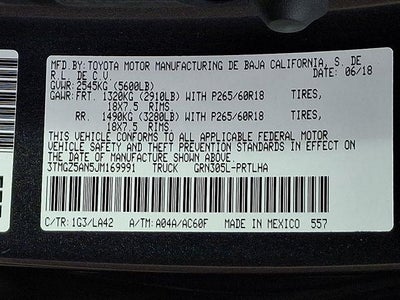 MFD.BY: TOYOTA MOTOR MANUFACTURING DE BAJA CALIFORNIA, S. DE
R.L. DE C.V. DATE: 06/18
GVWR: 2545KG (5600LB)
GAWR: FRT. 1320KG (2910LB) WITH P265/60R18 TIRES,
18X7.5 RIMS,
RR. 1490KG (3280LB) WITH P265/60R18 TIRES,
18X7.5 RIMS
THIS VEHICLE CONFORMS TO ALL APPLICABLE FEDERAL MOTOR
VEHICLE SAFETY AND THEFT PREVENTION STANDARDS IN EFFECT ON
THE DATE OF MANUFACTURE SHOWN ABOVE.
3TMGZ5AN5JM169991 TRUCK GRN305L-PRTLHA
C/TR: 1G3/LA42 A/TM: A04A/AC60F MADE IN MEXICO 557